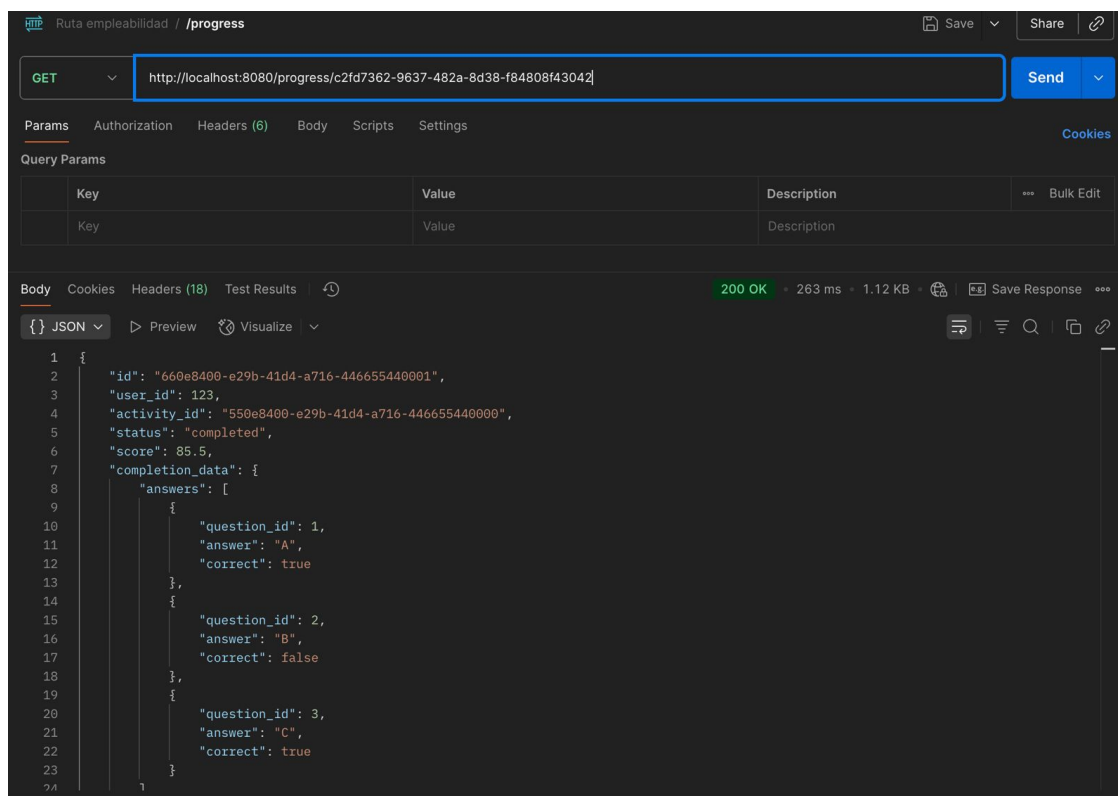 HTTP Ruta empleabilidad / /progress Save Share
GET http://localhost:8080/progress/c2fd7362-9637-482a-8d38-f84808f43042 Send
Params Authorization Headers (6) Body Scripts Settings Cookies
Query Params
Key Value Description Bulk Edit
Key Value Description
Body Cookies Headers (18) Test Results 200 OK 263 ms 1.12 KB e.g. Save Response
{} JSON Preview Visualize
1 {
2 "id": "660e8400-e29b-41d4-a716-446655440001",
3 "user_id": 123,
4 "activity_id": "550e8400-e29b-41d4-a716-446655440000",
5 "status": "completed",
6 "score": 85.5,
7 "completion_data": {
8 "answers": [
9 {
10 "question_id": 1,
11 "answer": "A",
12 "correct": true
13 },
14 {
15 "question_id": 2,
16 "answer": "B",
17 "correct": false
18 },
19 {
20 "question_id": 3,
21 "answer": "C",
22 "correct": true
23 }
24 ]